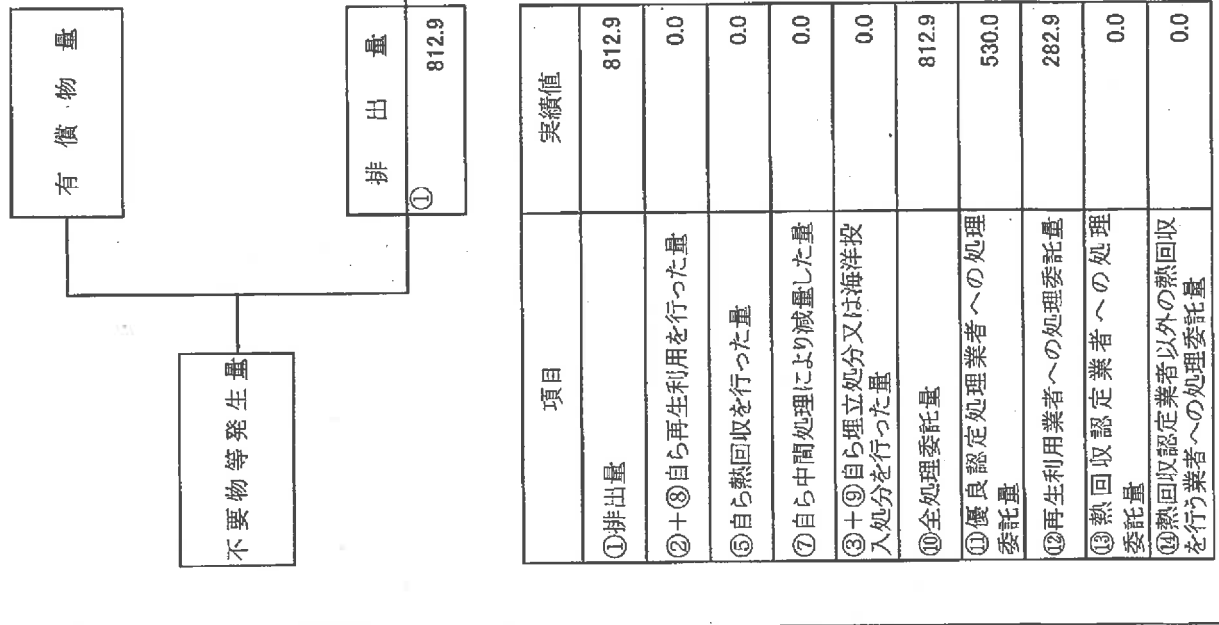 有償物量
不要物等発生量
排出量
① 812.9
項目 実績値
①排出量 812.9
②+⑧自ら再生利用を行った量 0.0
⑤自ら熱回収を行った量 0.0
⑦自ら中間処理により減量した量 0.0
③+⑨自ら埋立処分又は海洋投
入処分を行った量 0.0
⑩全処理委託量 812.9
⑪優良認定処理業者への処理
委託量 530.0
⑫再生利用業者への処理委託量 282.9
⑬熱回収認定業者への処理
委託量 0.0
⑭熱回収認定業者以外の熱回収
を行う業者への処理委託量 0.0